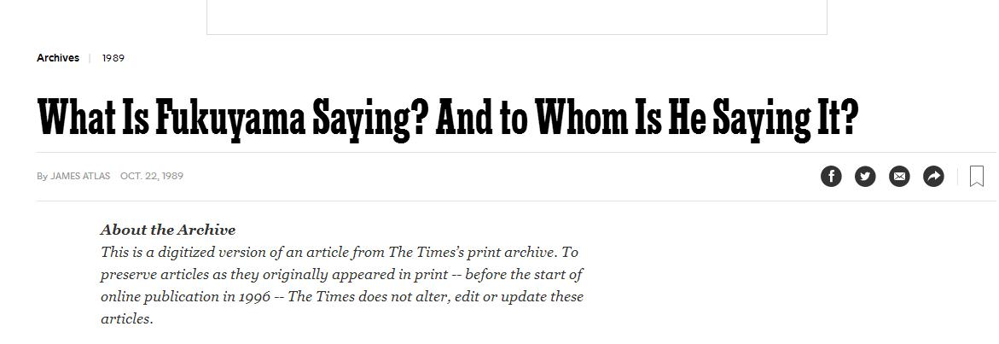 Archives | 1989
What Is Fukuyama Saying? And to Whom Is He Saying It?
By JAMES ATLAS OCT. 22, 1989
About the Archive
This is a digitized version of an article from The Times’s print archive. To
preserve articles as they originally appeared in print -- before the start of
online publication in 1996 -- The Times does not alter, edit or update these
articles.